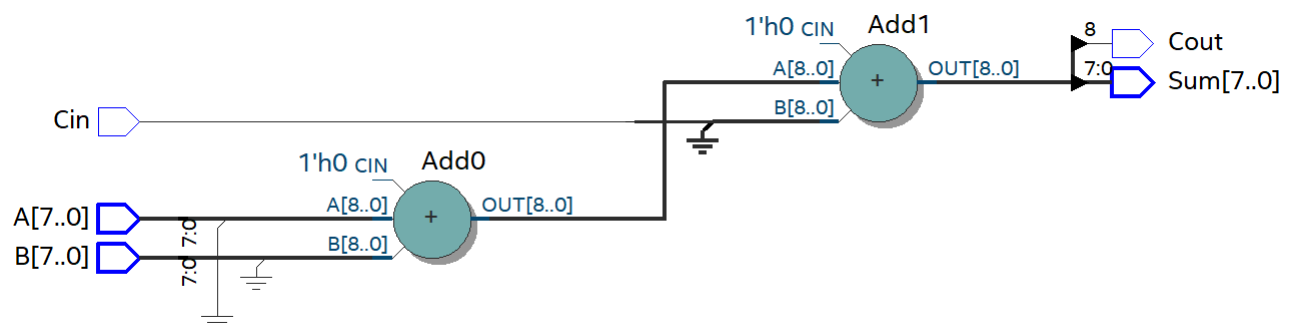 1'h0 CIN
Add1
8
Cout
A[8..0]
OUT[8..0]
7:0
Sum[7..0]
B[8..0]
Cin
+
1'h0 CIN
Add0
A[8..0]
OUT[8..0]
A[7..0]
7:0
+
B[8..0]
B[7..0]
7:0